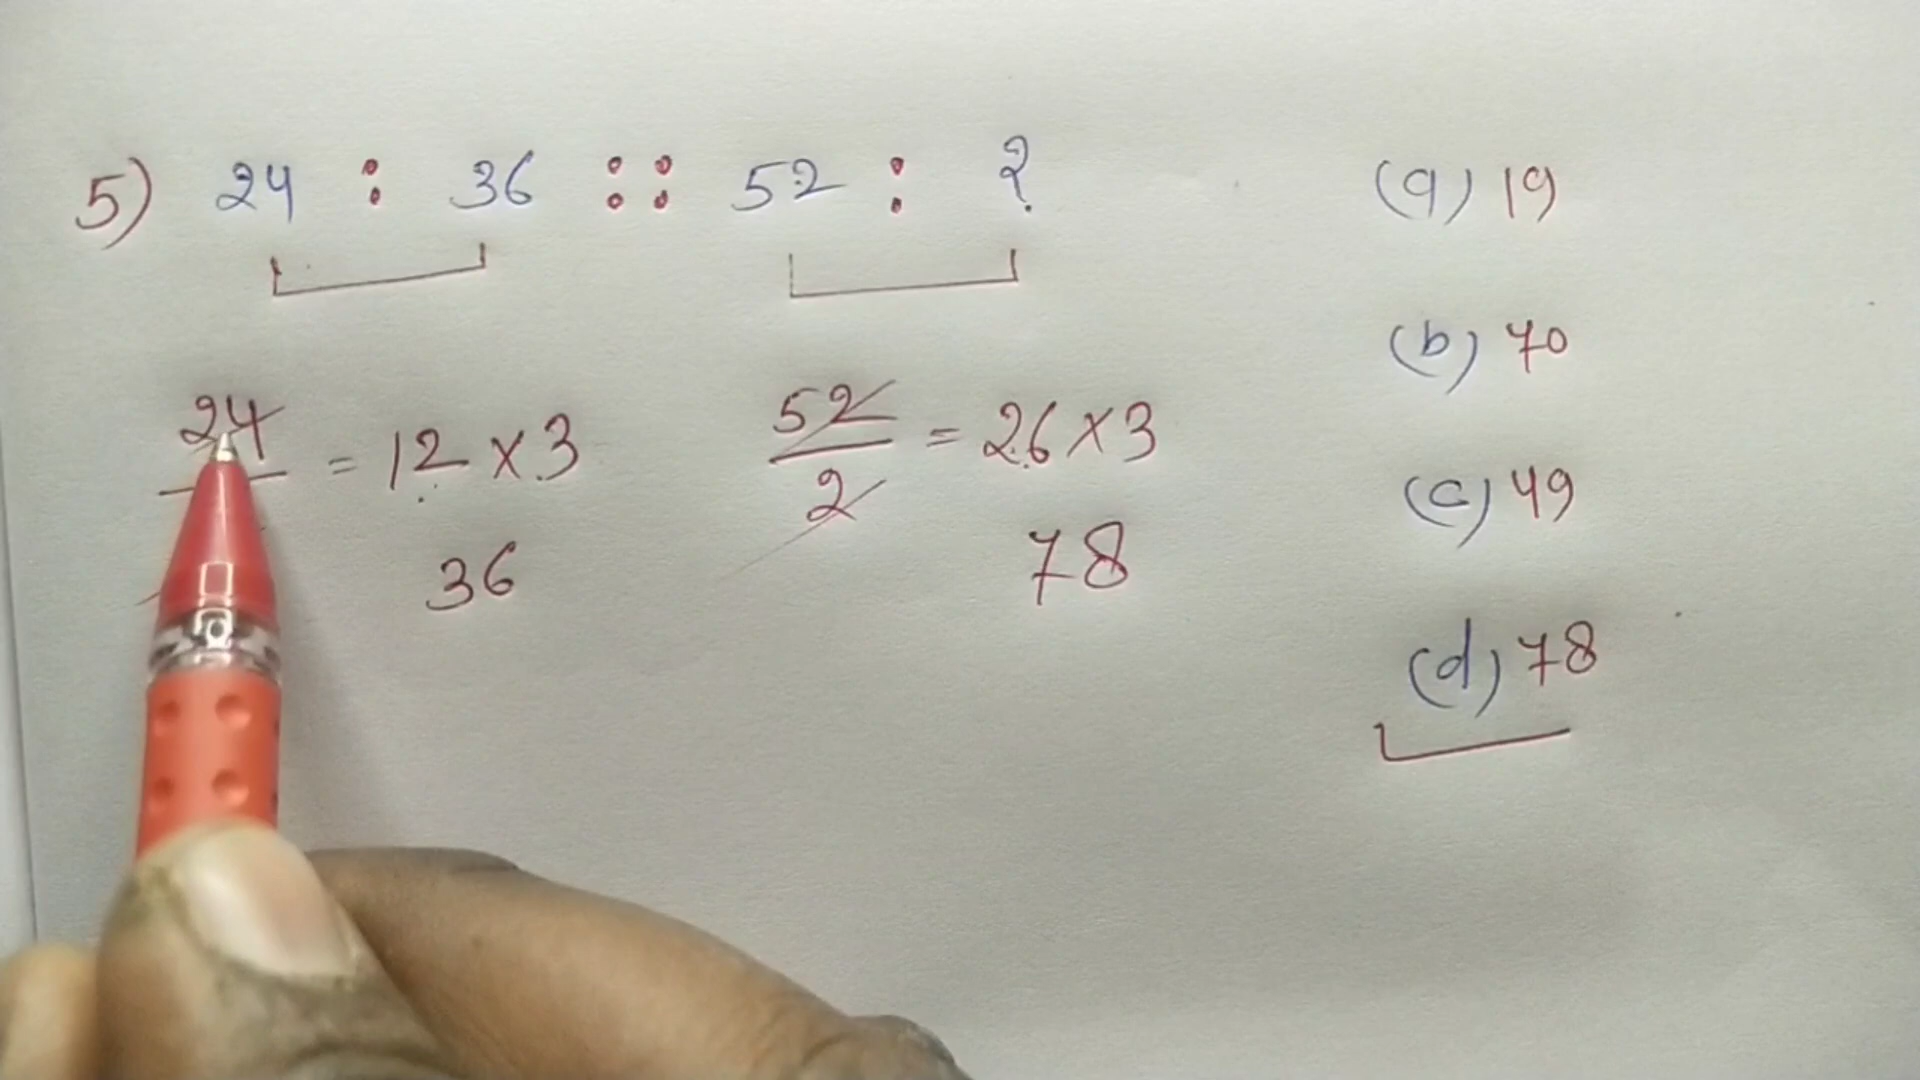 5) 24 : 36 :: 52 : ?
(a) 19
(b) 70
24 = 12 × 3
52/2 = 26 × 3
(c) 49
36
78
(d) 78